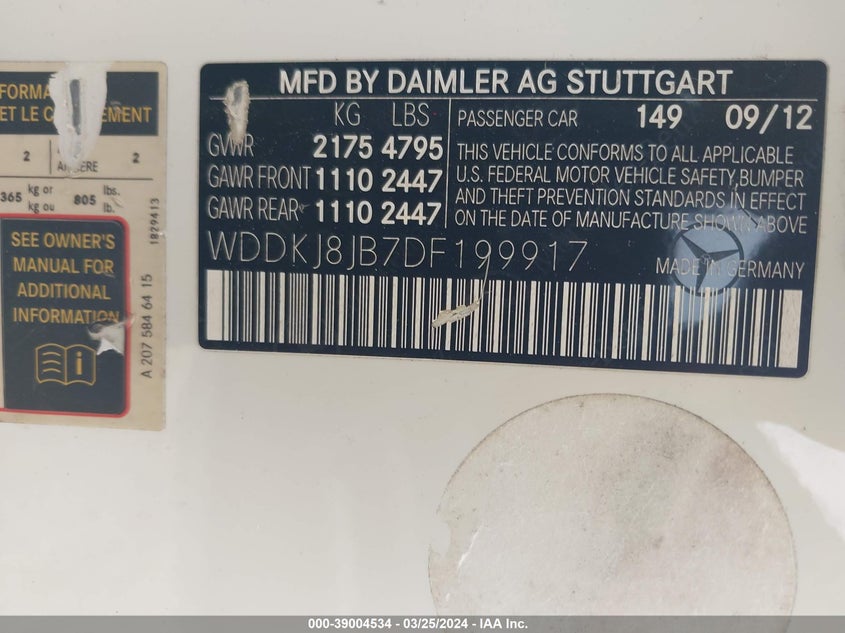 FORMA
ET LE C
EMENT
2
2
365 kg or 805 lbs.
kg ou lb.
SEE OWNER'S
MANUAL FOR
ADDITIONAL
INFORMATION
1829413
A 207 584 64 15
MFD BY DAIMLER AG STUTTGART
KG LBS
GVWR 2175 4795
GAWR FRONT 1110 2447
GAWR REAR 1110 2447
PASSENGER CAR 149 09/12
THIS VEHICLE CONFORMS TO ALL APPLICABLE
U.S. FEDERAL MOTOR VEHICLE SAFETY, BUMPER
AND THEFT PREVENTION STANDARDS IN EFFECT
ON THE DATE OF MANUFACTURE SHOWN ABOVE
WDDKJ8JB7DF199917
MADE IN GERMANY
000-39004534 - 03/25/2024 - IAA Inc.